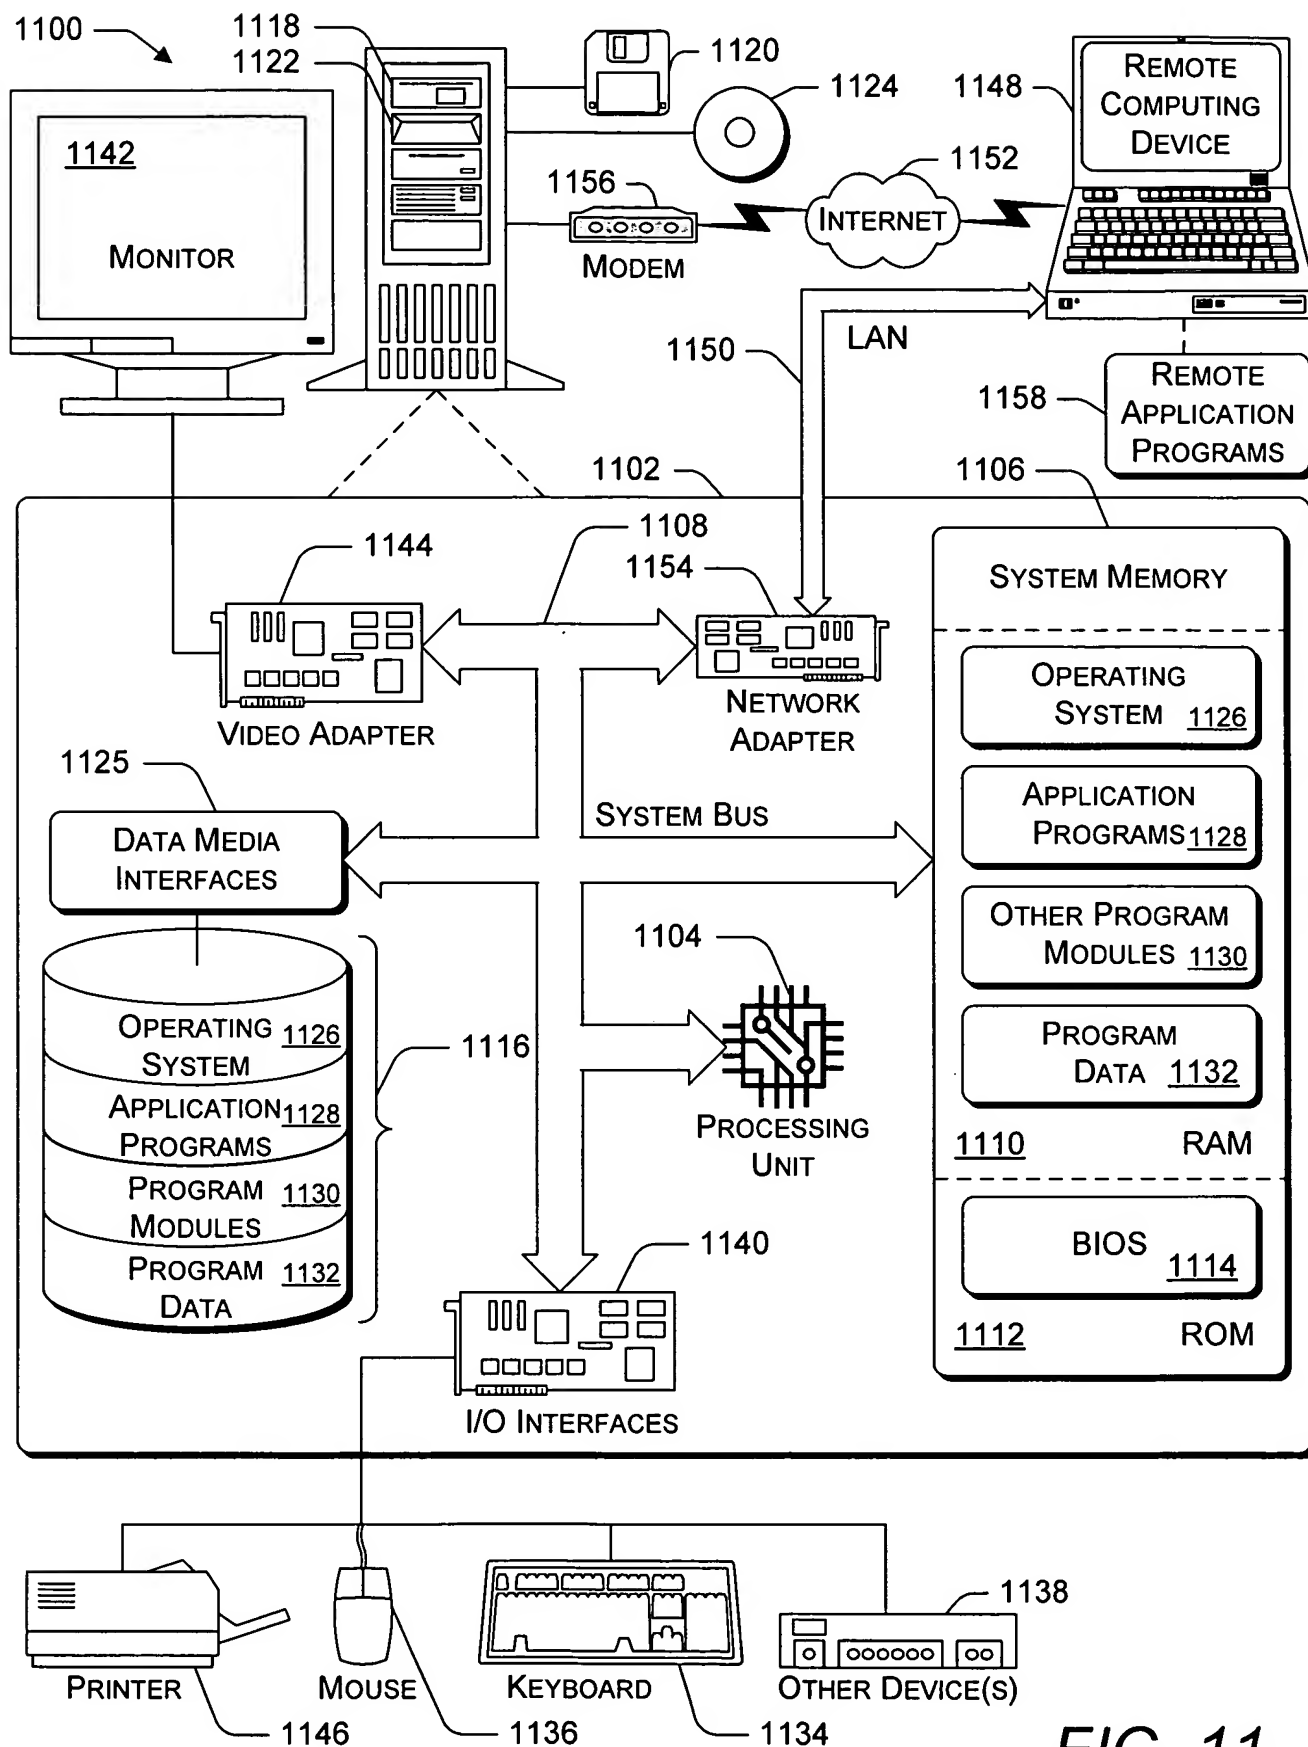 1100
1118
1122
1120
1124
1148
REMOTE
COMPUTING
DEVICE
1142
MONITOR
1156
MODEM
1152
INTERNET
1150
LAN
REMOTE
APPLICATION
PROGRAMS
1158
1102
1106
1108
1144
1154
VIDEO ADAPTER
NETWORK
ADAPTER
SYSTEM MEMORY
OPERATING
SYSTEM 1126
APPLICATION
PROGRAMS 1128
OTHER PROGRAM
MODULES 1130
PROGRAM
DATA 1132
1110 RAM
BIOS
1114
1112 ROM
1125
DATA MEDIA
INTERFACES
SYSTEM BUS
1104
PROCESSING
UNIT
OPERATING 1126
SYSTEM
APPLICATION 1128
PROGRAMS
PROGRAM 1130
MODULES
PROGRAM 1132
DATA
1116
1140
I/O INTERFACES
PRINTER
1146
MOUSE
1136
KEYBOARD
1134
1138
OTHER DEVICE(S)
FIG. 11